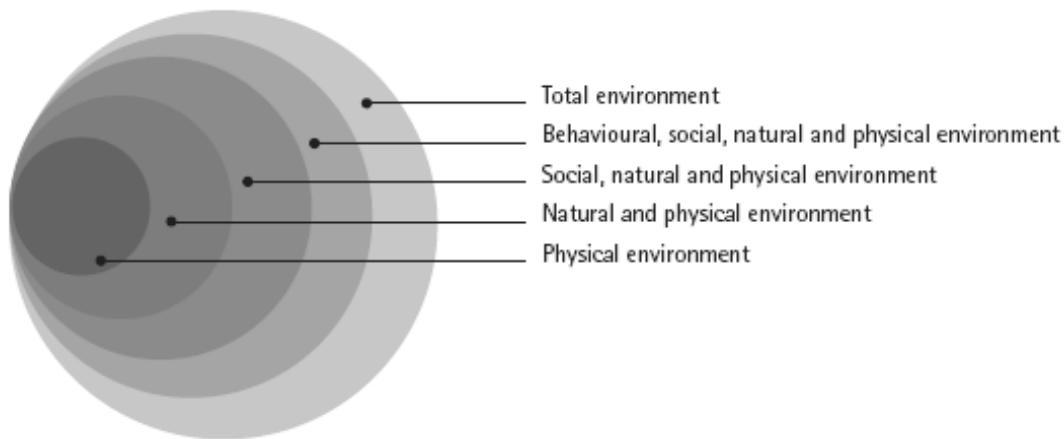 Total environment
Behavioural, social, natural and physical environment
Social, natural and physical environment
Natural and physical environment
Physical environment